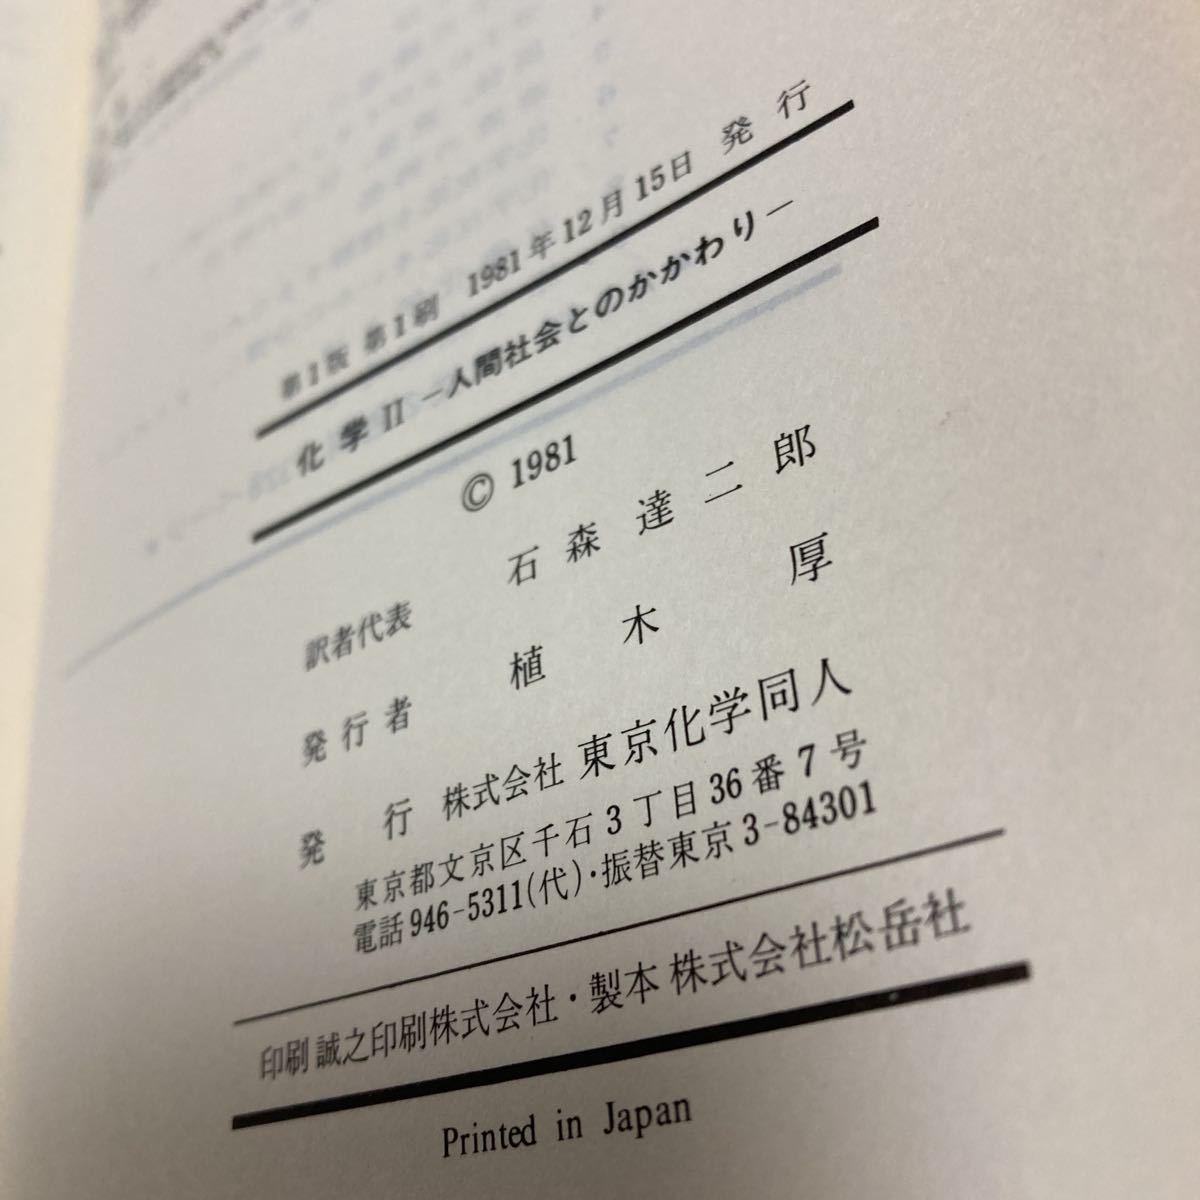 第1版 第1刷 1981年12月15日 発行
化学 II —人間社会とのかかわり—
© 1981
訳者代表 石森達二郎
発行者 植木厚
発行 株式会社 東京化学同人
東京都文京区千石3丁目36番7号
電話946-5311(代)・振替東京3-84301
印刷 誠之印刷株式会社・製本 株式会社松岳社
Printed in Japan